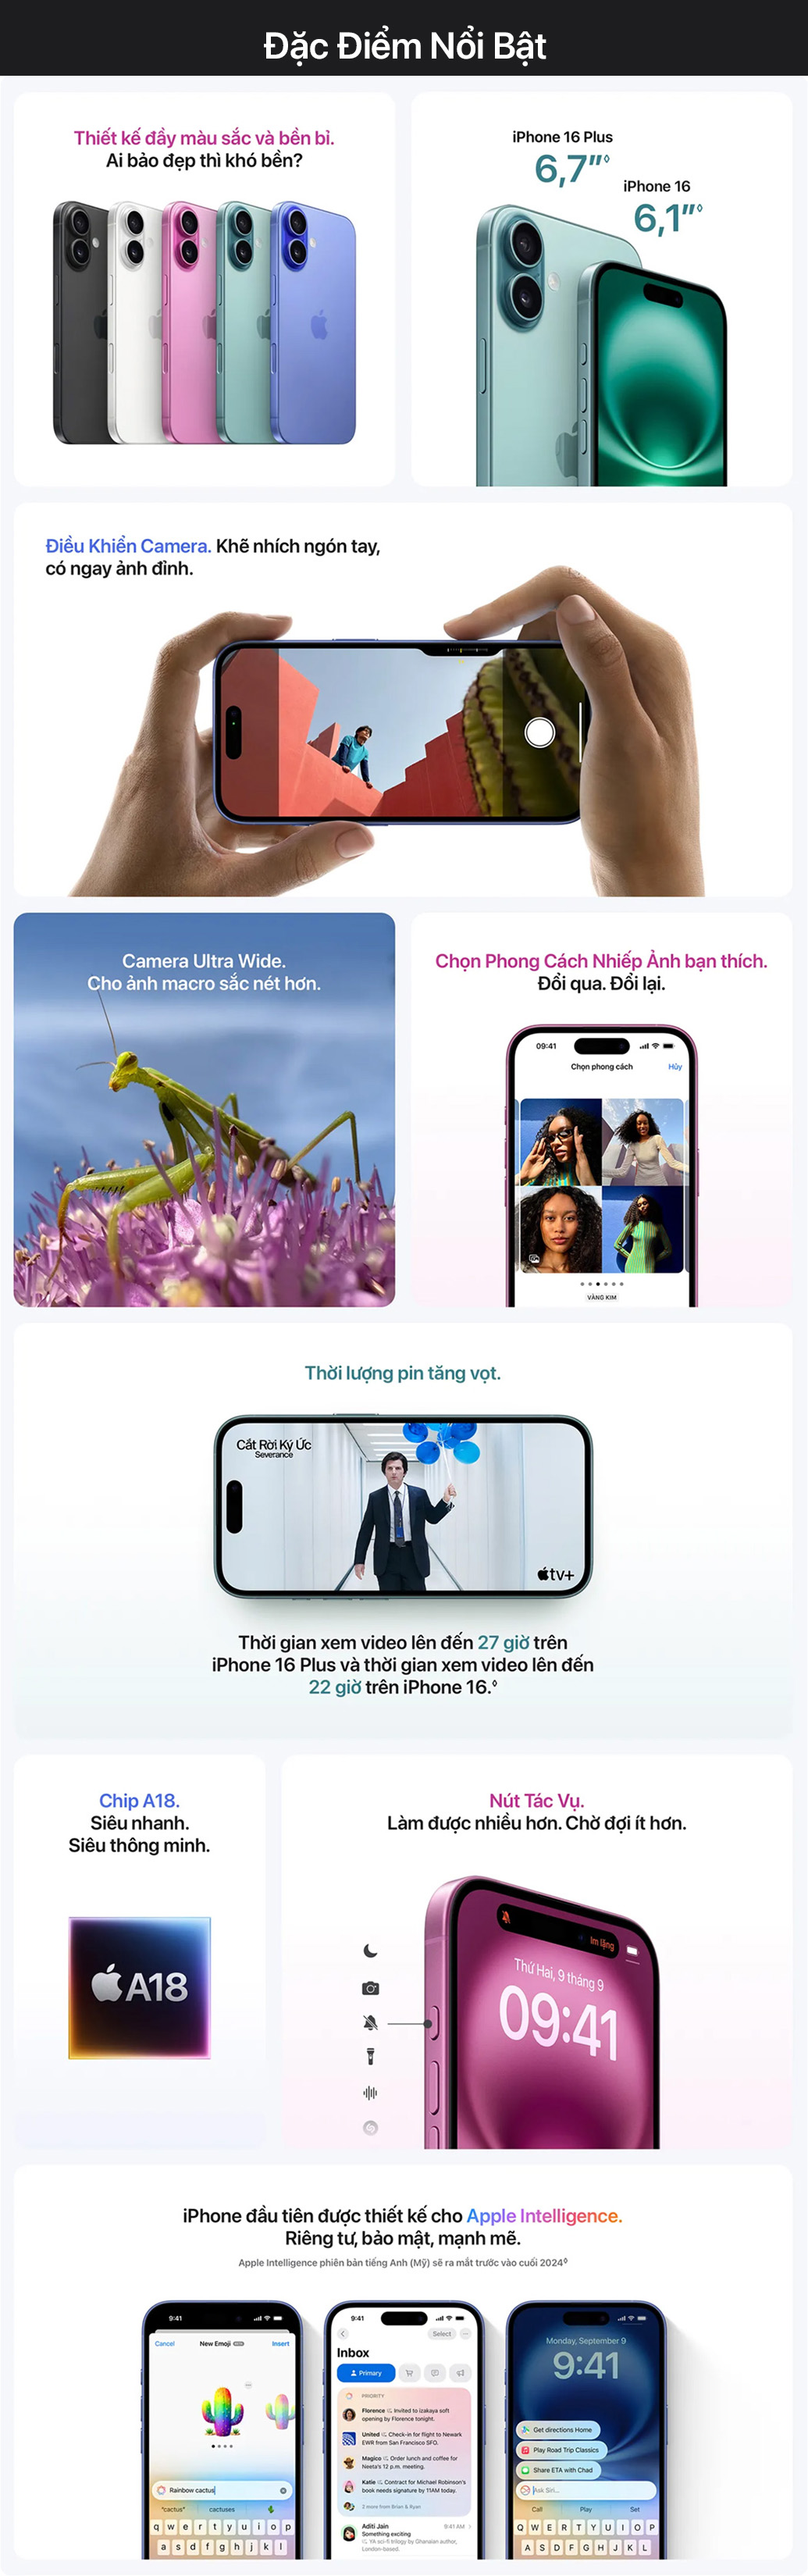 Đặc Điểm Nổi Bật
Thiết kế đầy màu sắc và bền bỉ.
Ai bảo đẹp thì khó bền?
iPhone 16 Plus
6,7″◊
iPhone 16
6,1″◊
Điều Khiển Camera. Khẽ nhích ngón tay,
có ngay ảnh đỉnh.
Camera Ultra Wide.
Cho ảnh macro sắc nét hơn.
Chọn Phong Cách Nhiếp Ảnh bạn thích.
Đổi qua. Đổi lại.
09:41
Chọn phong cách
Hủy
VÀNG KIM
Thời lượng pin tăng vọt.
Cắt Rời Ký Ức
Severance
tv+
Thời gian xem video lên đến 27 giờ trên
iPhone 16 Plus và thời gian xem video lên đến
22 giờ trên iPhone 16.◊
Chip A18.
Siêu nhanh.
Siêu thông minh.
A18
Nút Tác Vụ.
Làm được nhiều hơn. Chờ đợi ít hơn.
Im lặng
Thứ Hai, 9 tháng 9
09:41
iPhone đầu tiên được thiết kế cho Apple Intelligence.
Riêng tư, bảo mật, mạnh mẽ.
Apple Intelligence phiên bản tiếng Anh (Mỹ) sẽ ra mắt trước vào cuối 2024◊
9:41
Cancel
New Emoji
Insert
Rainbow cactus
"cactus"
cactuses
q w e r t y u i o p
a s d f g h j k l
9:41
Select
Inbox
Primary
PRIORITY
Florence Invited to izakaya soft
opening by Florence tonight.
United Check-in for flight to Newark
EWR from San Francisco SFO.
Magico Order lunch and coffee for
Neeta's 12 p.m. meeting.
Katie Contract for Michael Robinson's
book needs signature by 11AM today.
2 more from Brian & Ryan
Aditi Jain
9:41 AM
Something exciting
YA sci-fi trilogy by Ghanaian author,
London-based.
Monday, September 9
9:41
Get directions Home
Play Road Trip Classics
Share ETA with Chad
Ask Siri...
Call
Play
Set
Q W E R T Y U I O P
A S D F G H J K L